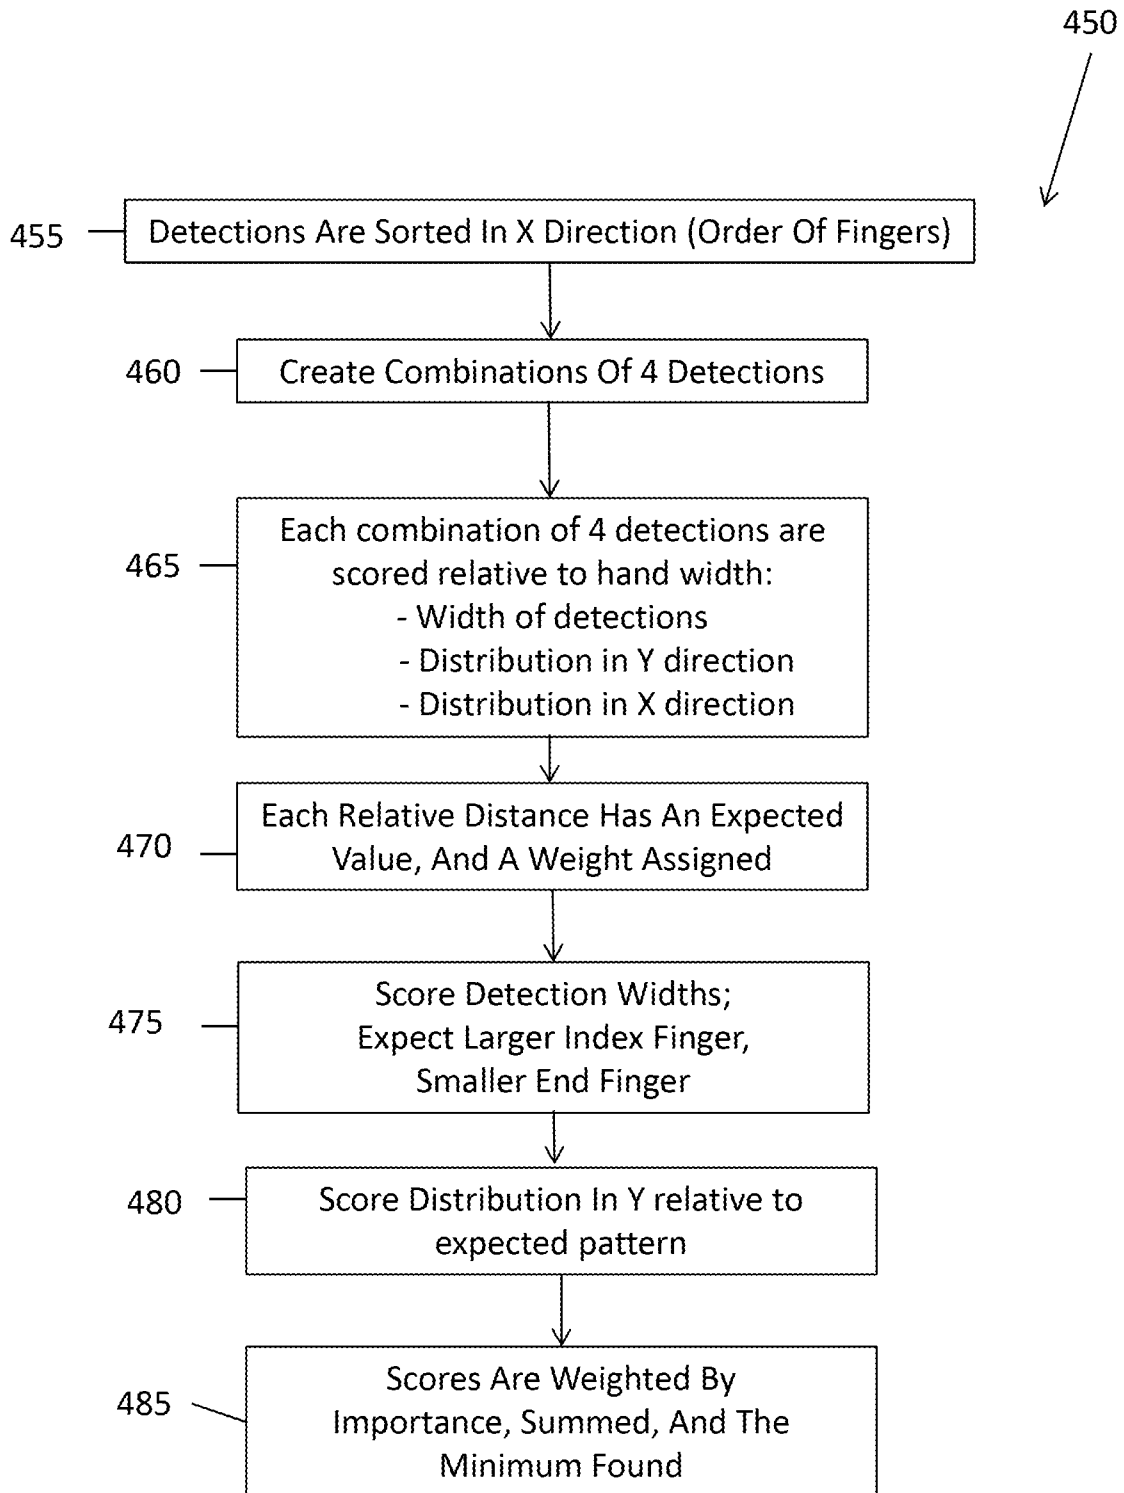 450
455
Detections Are Sorted In X Direction (Order Of Fingers)
460
Create Combinations Of 4 Detections
465
Each combination of 4 detections are
scored relative to hand width:
- Width of detections
- Distribution in Y direction
- Distribution in X direction
470
Each Relative Distance Has An Expected
Value, And A Weight Assigned
475
Score Detection Widths;
Expect Larger Index Finger,
Smaller End Finger
480
Score Distribution In Y relative to
expected pattern
485
Scores Are Weighted By
Importance, Summed, And The
Minimum Found